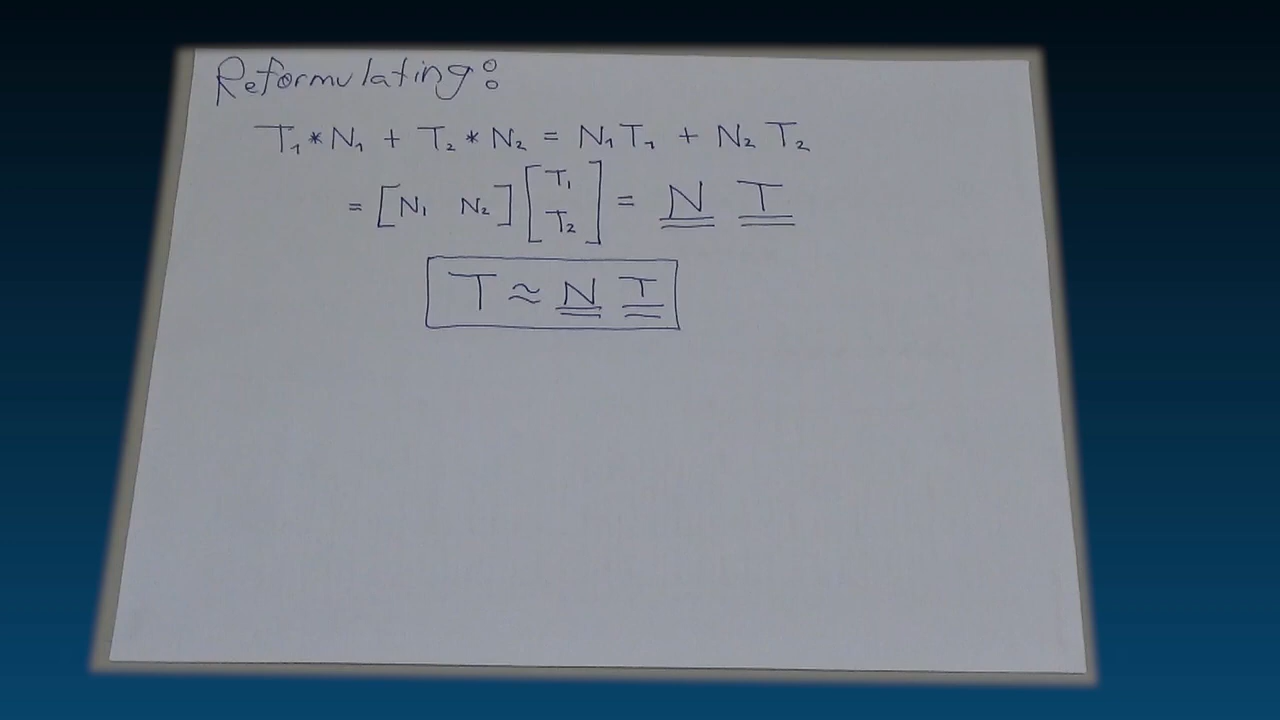 Reformulating:
T₁ * N₁ + T₂ * N₂ = N₁ T₁ + N₂ T₂
= [N₁ N₂] [T₁ T₂] = N T
T ≈ N T